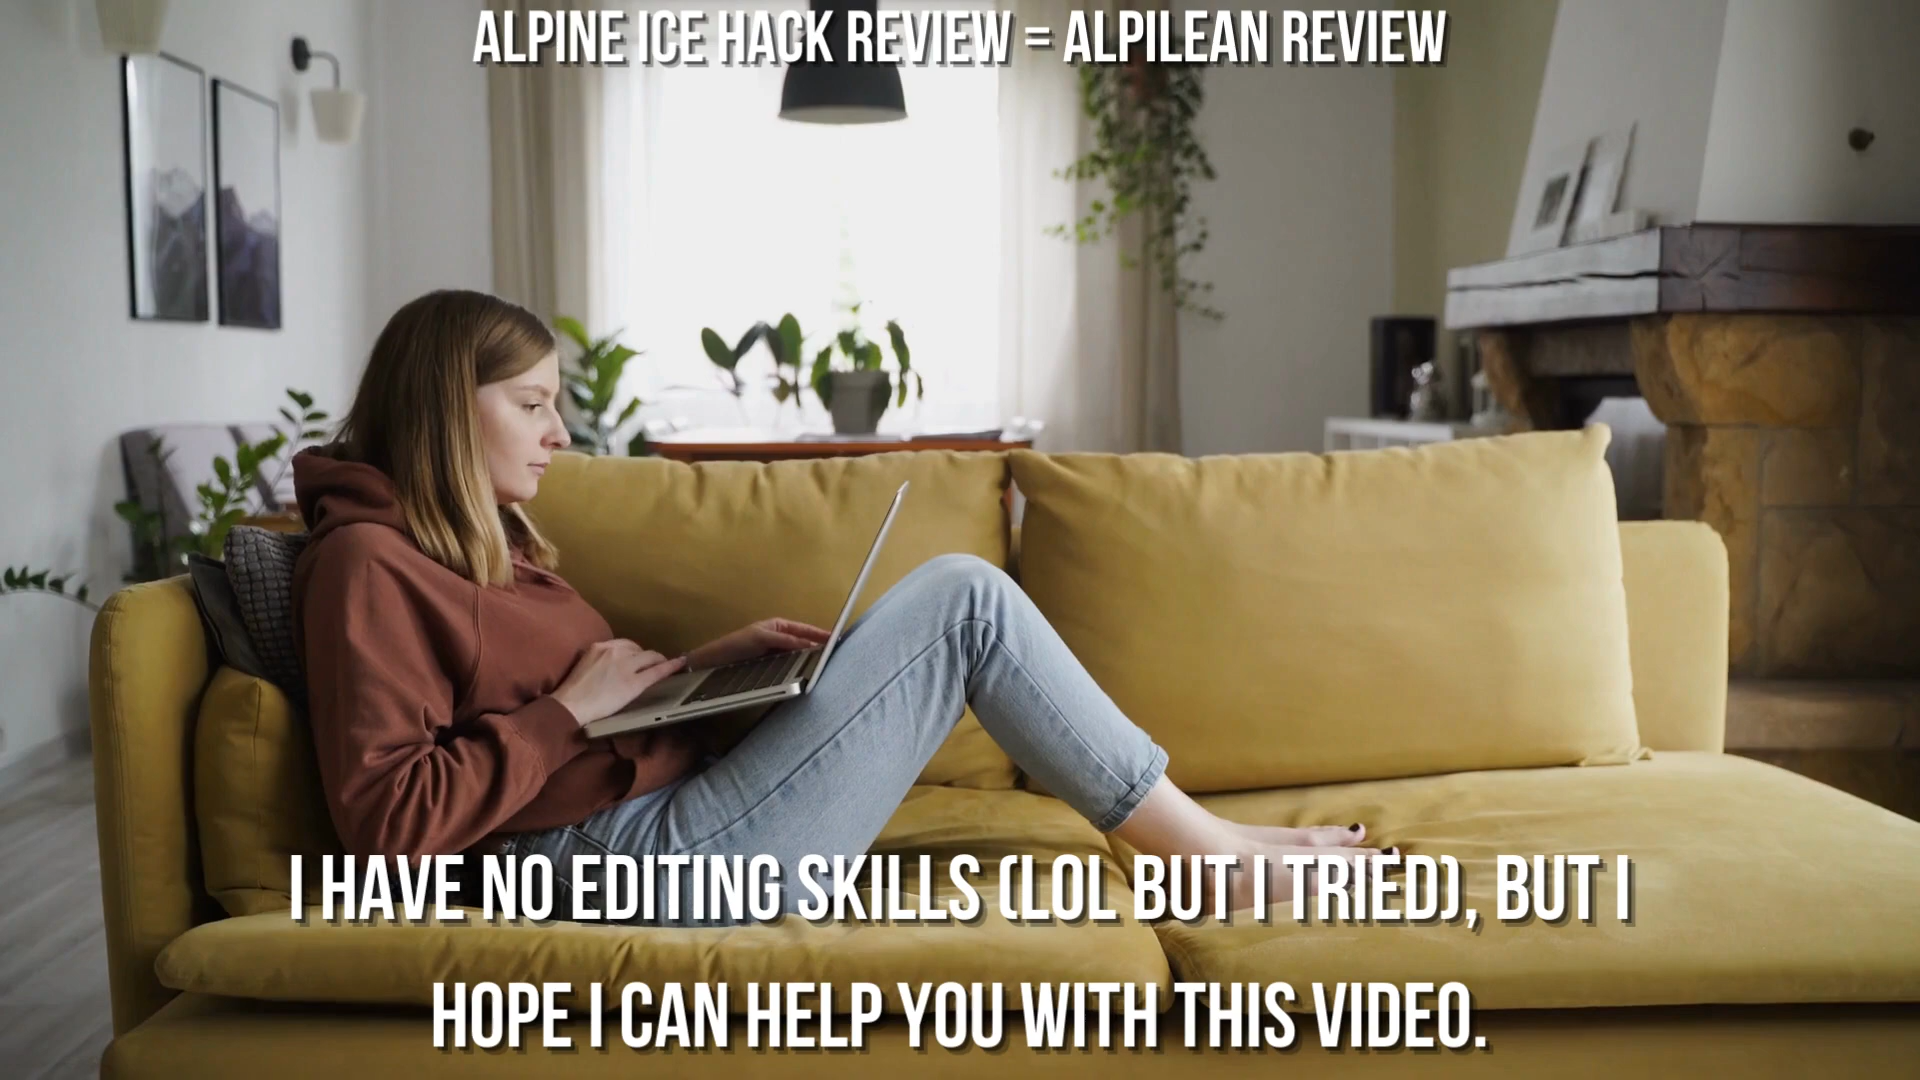 ALPINE ICE HACK REVIEW = ALPILEAN REVIEW
I HAVE NO EDITING SKILLS (LOL BUT I TRIED), BUT I
HOPE I CAN HELP YOU WITH THIS VIDEO.